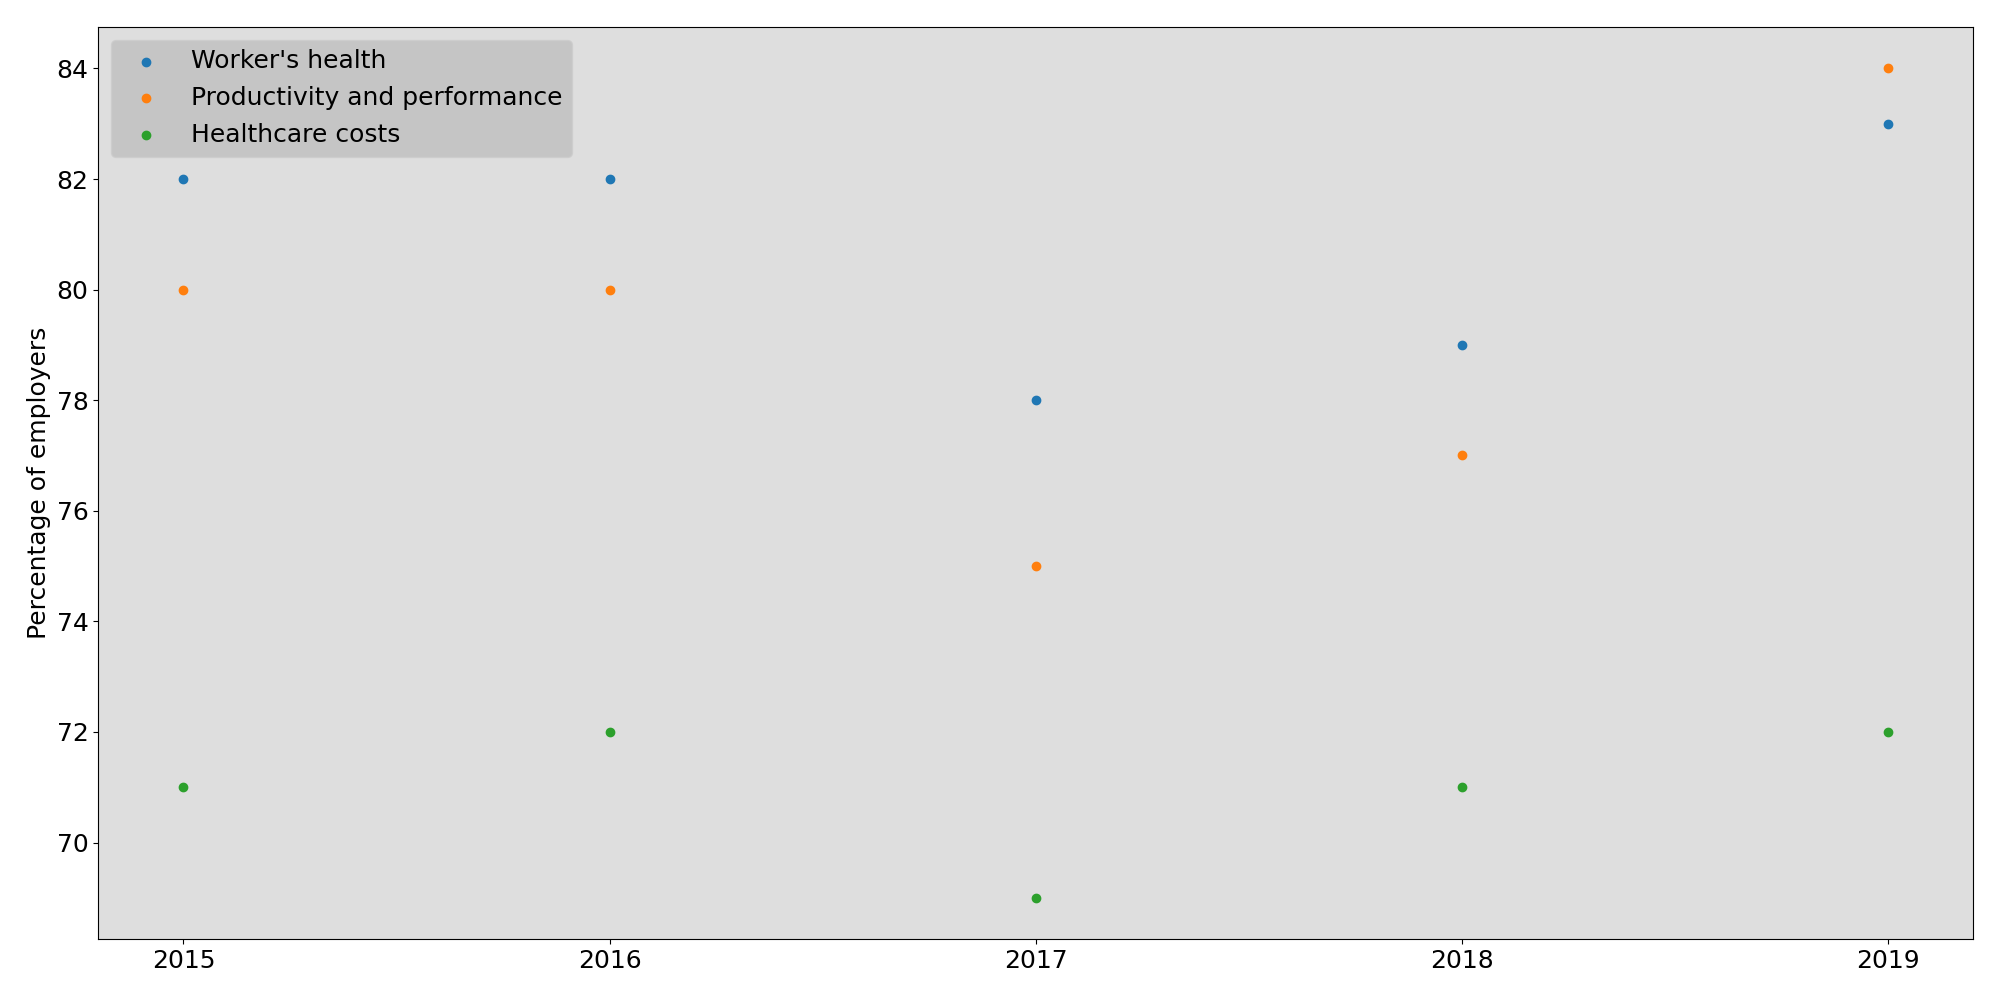 Worker's health
Productivity and performance
Healthcare costs
Percentage of employers
84
82
80
78
76
74
72
70
2015 2016 2017 2018 2019